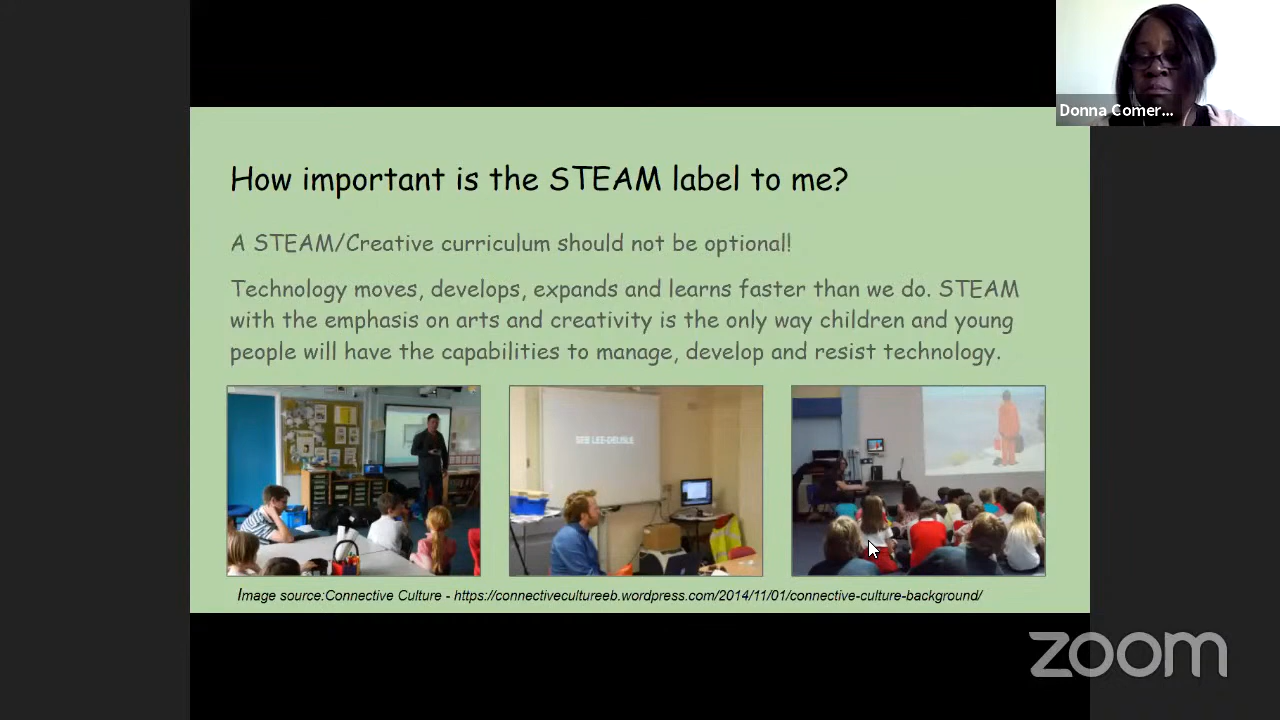 Donna Comer...
How important is the STEAM label to me?
A STEAM/Creative curriculum should not be optional!
Technology moves, develops, expands and learns faster than we do. STEAM
with the emphasis on arts and creativity is the only way children and young
people will have the capabilities to manage, develop and resist technology.
SEB LEE-DELISLE
Image source:Connective Culture - https://connectivecultureeb.wordpress.com/2014/11/01/connective-culture-background/
zoom